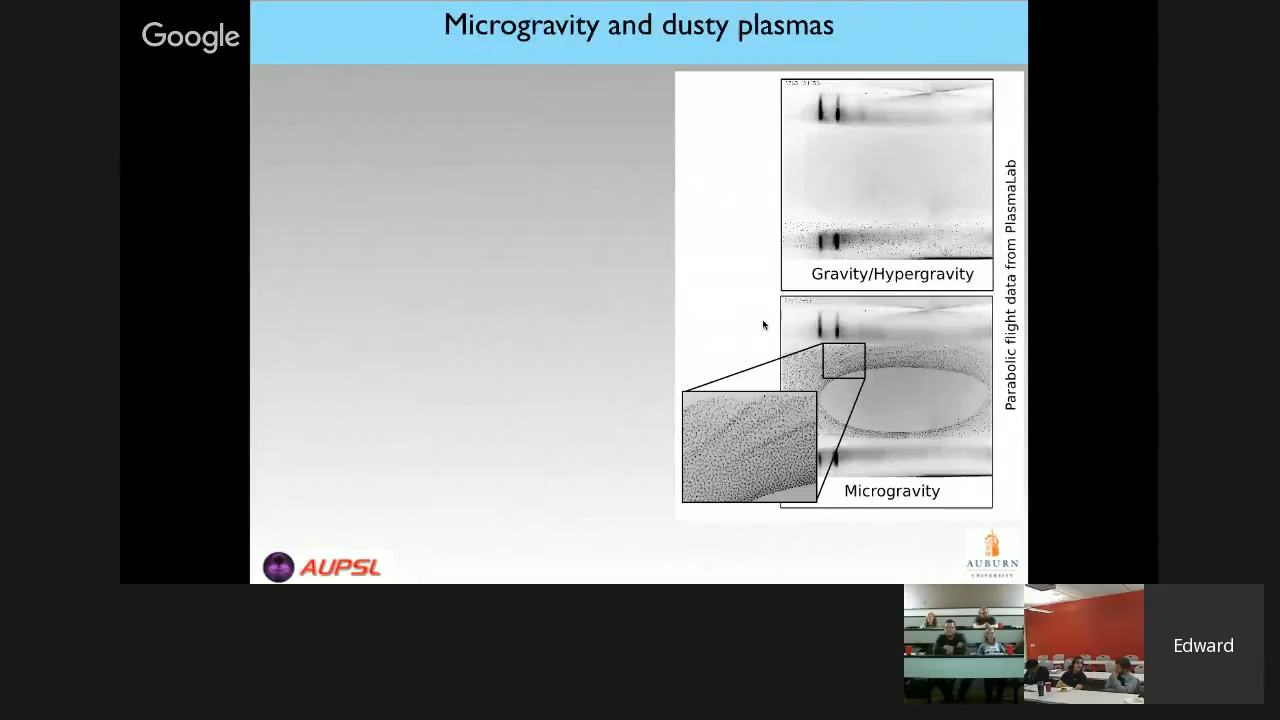 Google
Microgravity and dusty plasmas
Gravity/Hypergravity
Parabolic flight data from PlasmaLab
Microgravity
AUPSL
AUBURN
UNIVERSITY
Edward